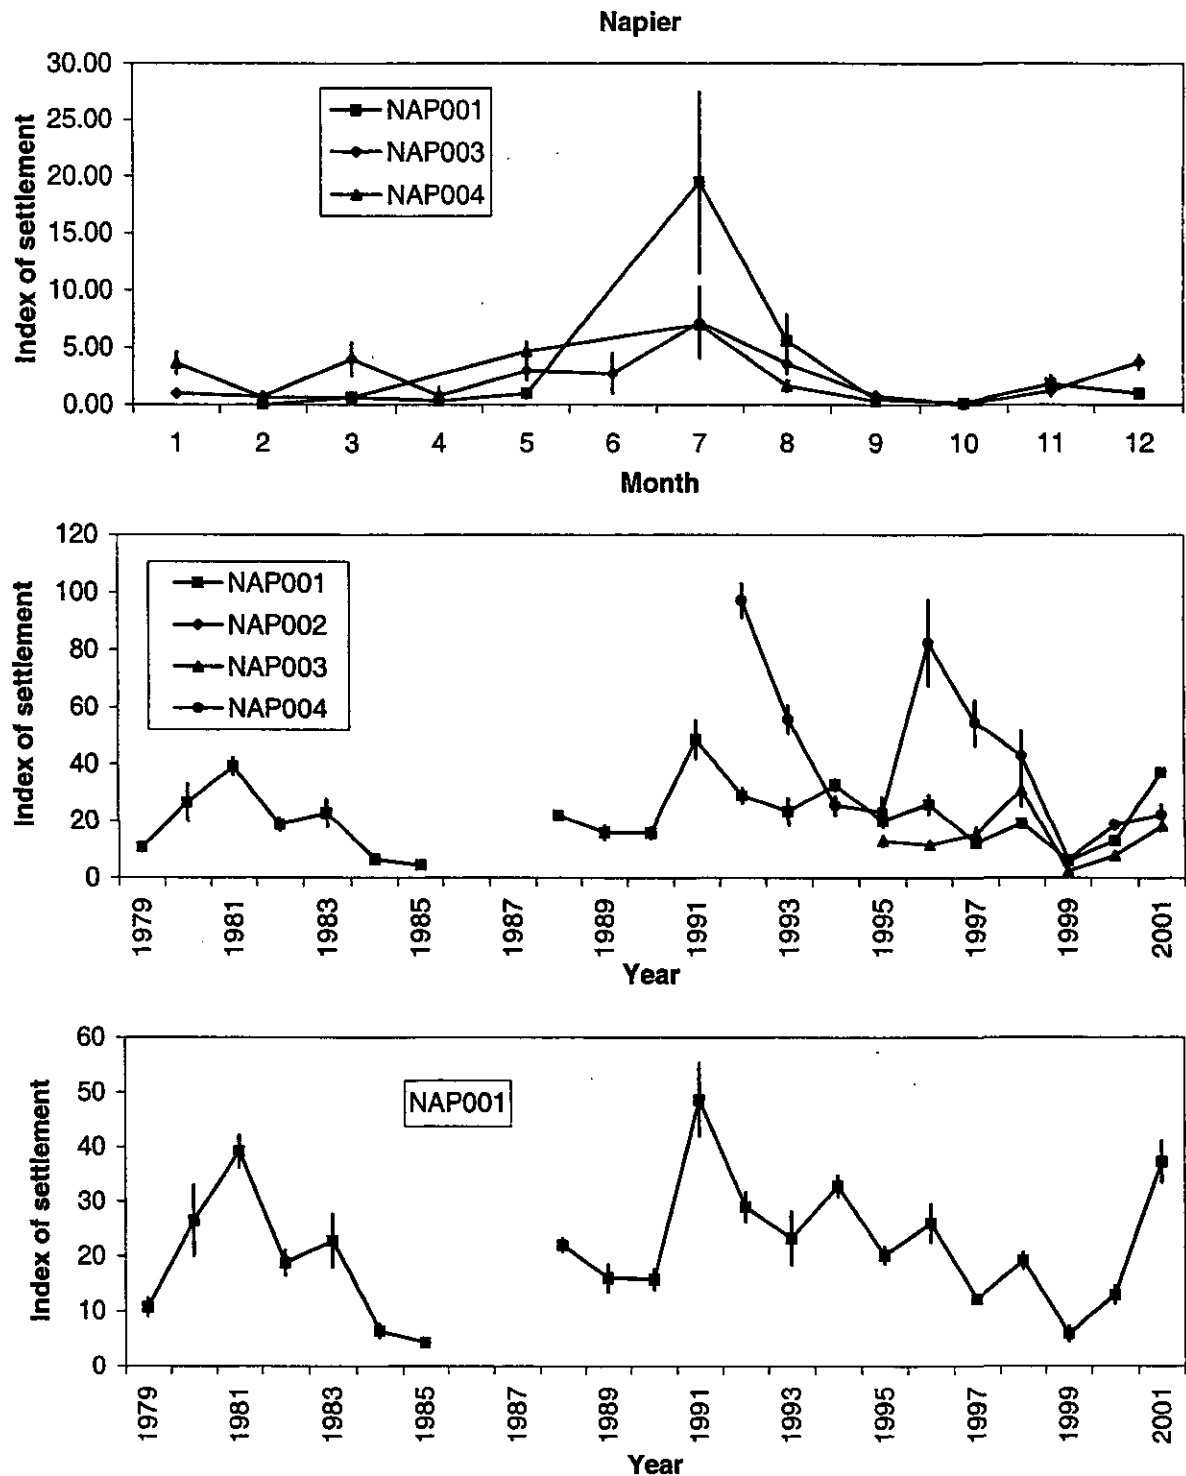 Napier
Index of settlement
30.00
25.00
20.00
15.00
10.00
5.00
0.00
NAP001
NAP003
NAP004
1 2 3 4 5 6 7 8 9 10 11 12
Month
Index of settlement
120
100
80
60
40
20
0
NAP001
NAP002
NAP003
NAP004
1979 1981 1983 1985 1987 1989 1991 1993 1995 1997 1999 2001
Year
Index of settlement
60
50
40
30
20
10
0
NAP001
1979 1981 1983 1985 1987 1989 1991 1993 1995 1997 1999 2001
Year